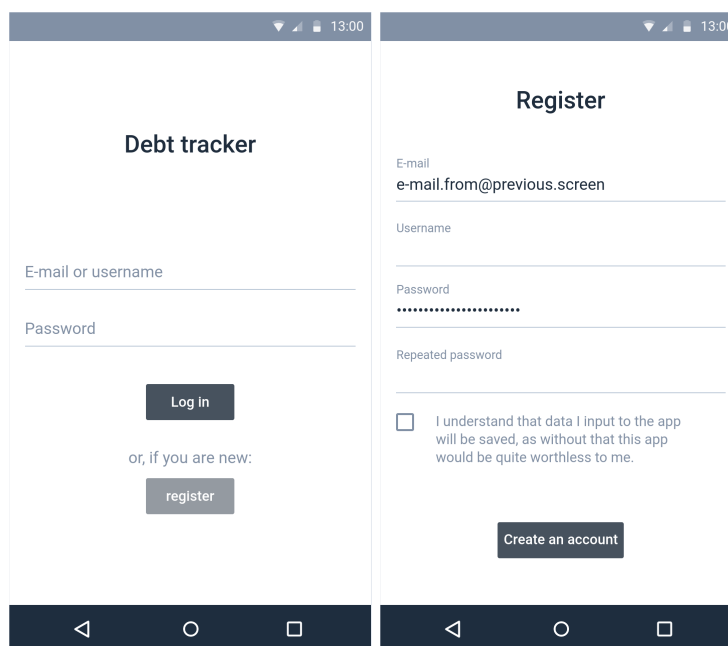 13:00
Debt tracker
E-mail or username
Password
Log in
or, if you are new:
register
13:00
Register
E-mail
e-mail.from@previous.screen
Username
Password
Repeated password
I understand that data I input to the app
will be saved, as without that this app
would be quite worthless to me.
Create an account